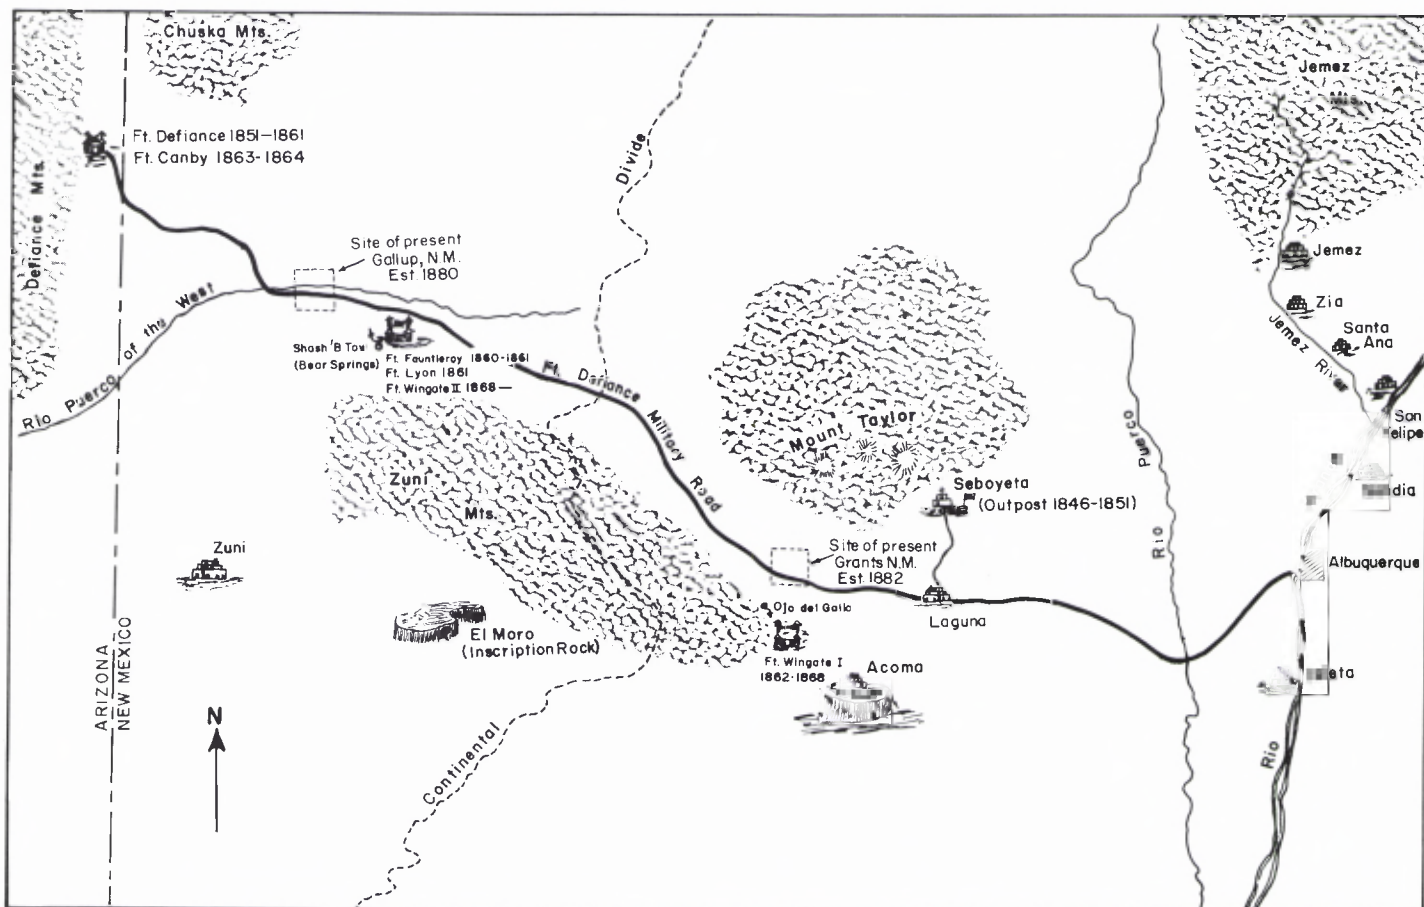 Chuska Mts.
Jemez
Mts.
Ft. Defiance 1851–1861
Ft. Canby 1863-1864
Defiance Mts.
Divide
Site of present
Gallup, N.M.
Est. 1880
Jemez
Zia
Santa
Ana
Jemez River
San
elipe
Rio Puerco of the West
Shash 'B Tow
(Bear Springs)
Ft. Fauntleroy 1860-1861
Ft. Lyon 1861
Ft. Wingate II 1868—
Ft. Defiance Military Road
Mount Taylor
Rio Puerco
Zuni
Mts.
Seboyeta
(Outpost 1846-1851)
dia
Zuni
Site of present
Grants N.M.
Est. 1882
Albuquerque
Ojo del Gallo
Laguna
El Moro
(Inscription Rock)
Ft. Wingate I
1862-1868
Acoma
eta
ARIZONA
NEW MEXICO
N
Continental
Rio